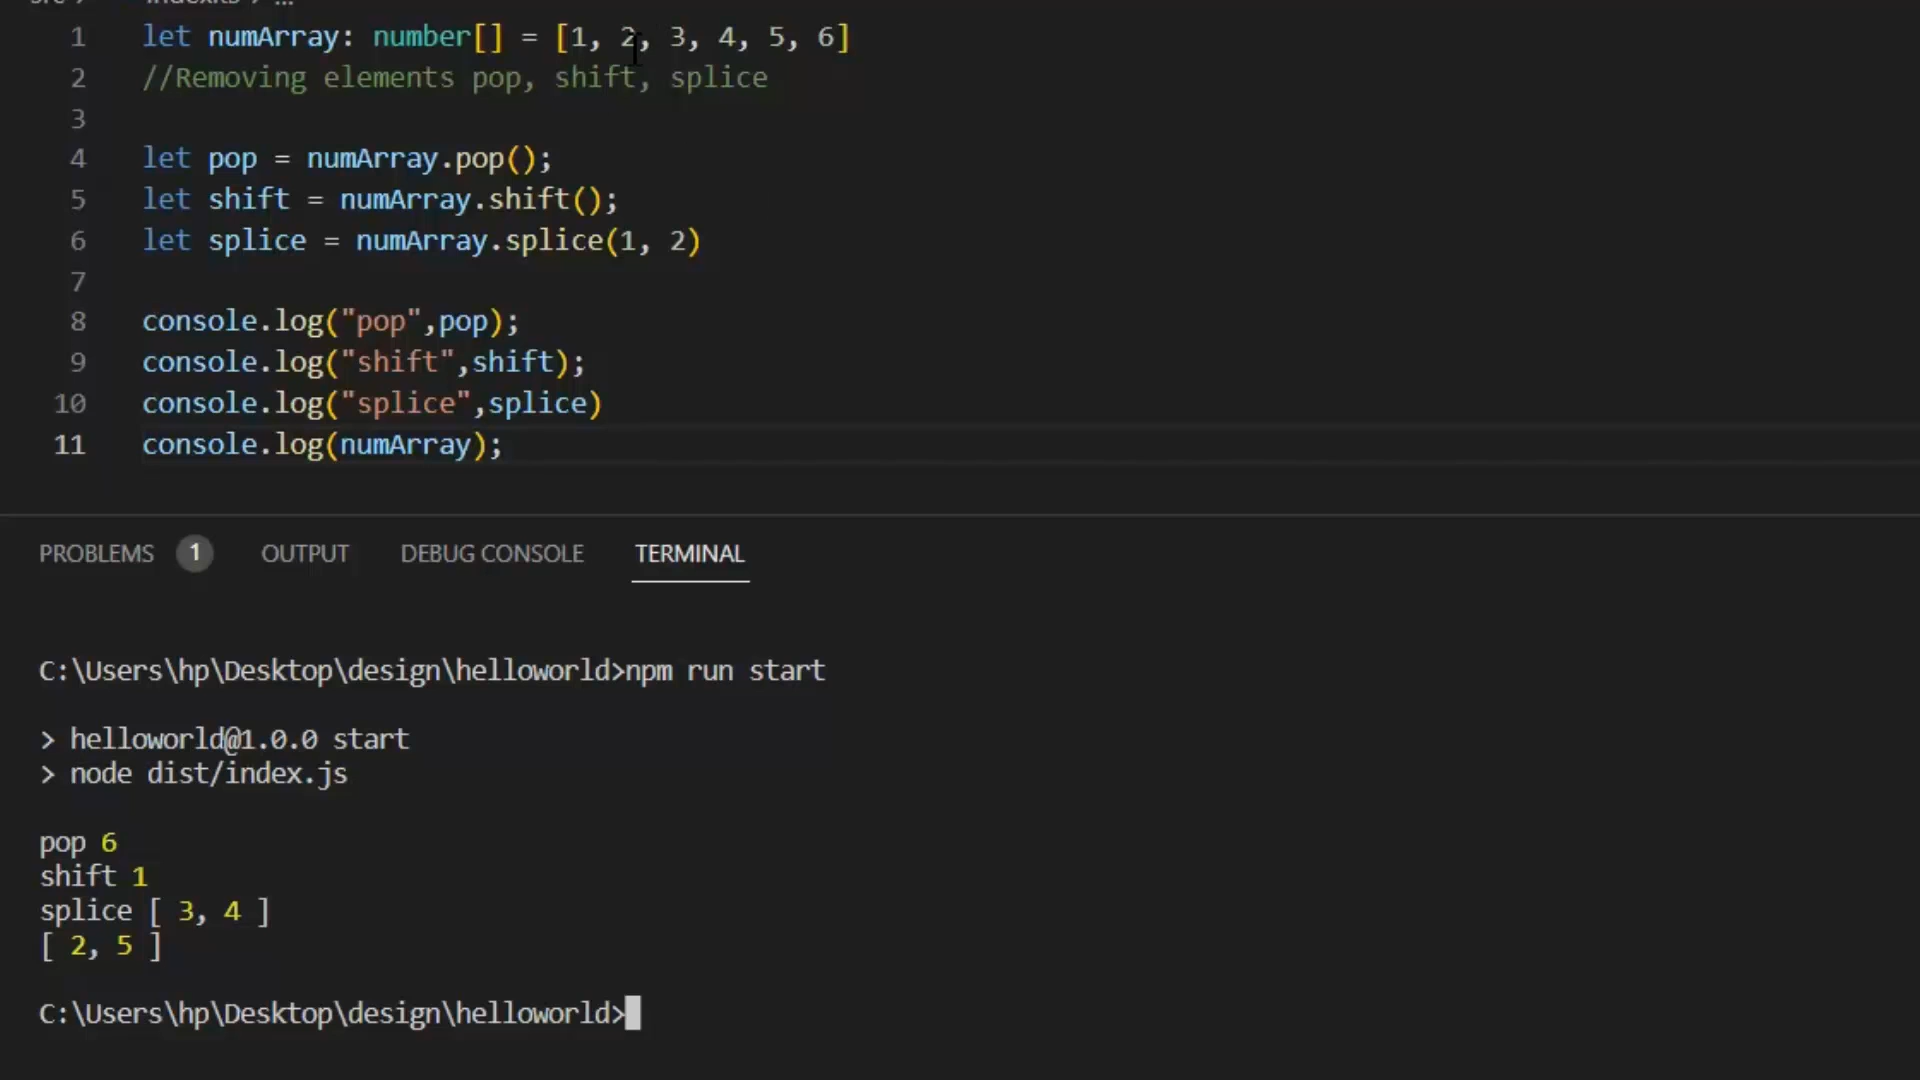 1 let numArray: number[] = [1, 2, 3, 4, 5, 6]
2 //Removing elements pop, shift, splice
3
4 let pop = numArray.pop();
5 let shift = numArray.shift();
6 let splice = numArray.splice(1, 2)
7
8 console.log("pop",pop);
9 console.log("shift",shift);
10 console.log("splice",splice)
11 console.log(numArray);
PROBLEMS 1 OUTPUT DEBUG CONSOLE TERMINAL
C:\Users\hp\Desktop\design\helloworld>npm run start
> helloworld@1.0.0 start
> node dist/index.js
pop 6
shift 1
splice [ 3, 4 ]
[ 2, 5 ]
C:\Users\hp\Desktop\design\helloworld>